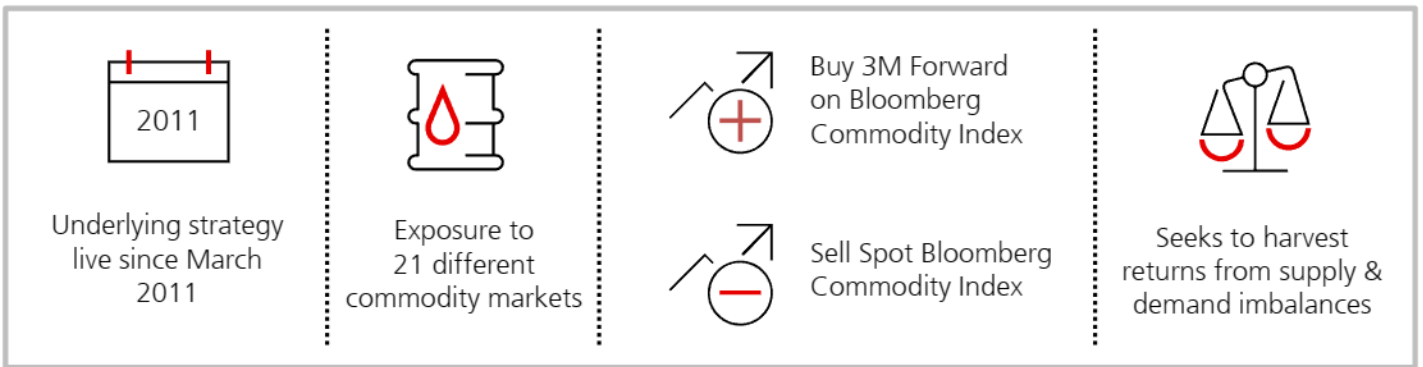 2011
Underlying strategy
live since March
2011
Exposure to
21 different
commodity markets
Buy 3M Forward
on Bloomberg
Commodity Index
Sell Spot Bloomberg
Commodity Index
Seeks to harvest
returns from supply &
demand imbalances